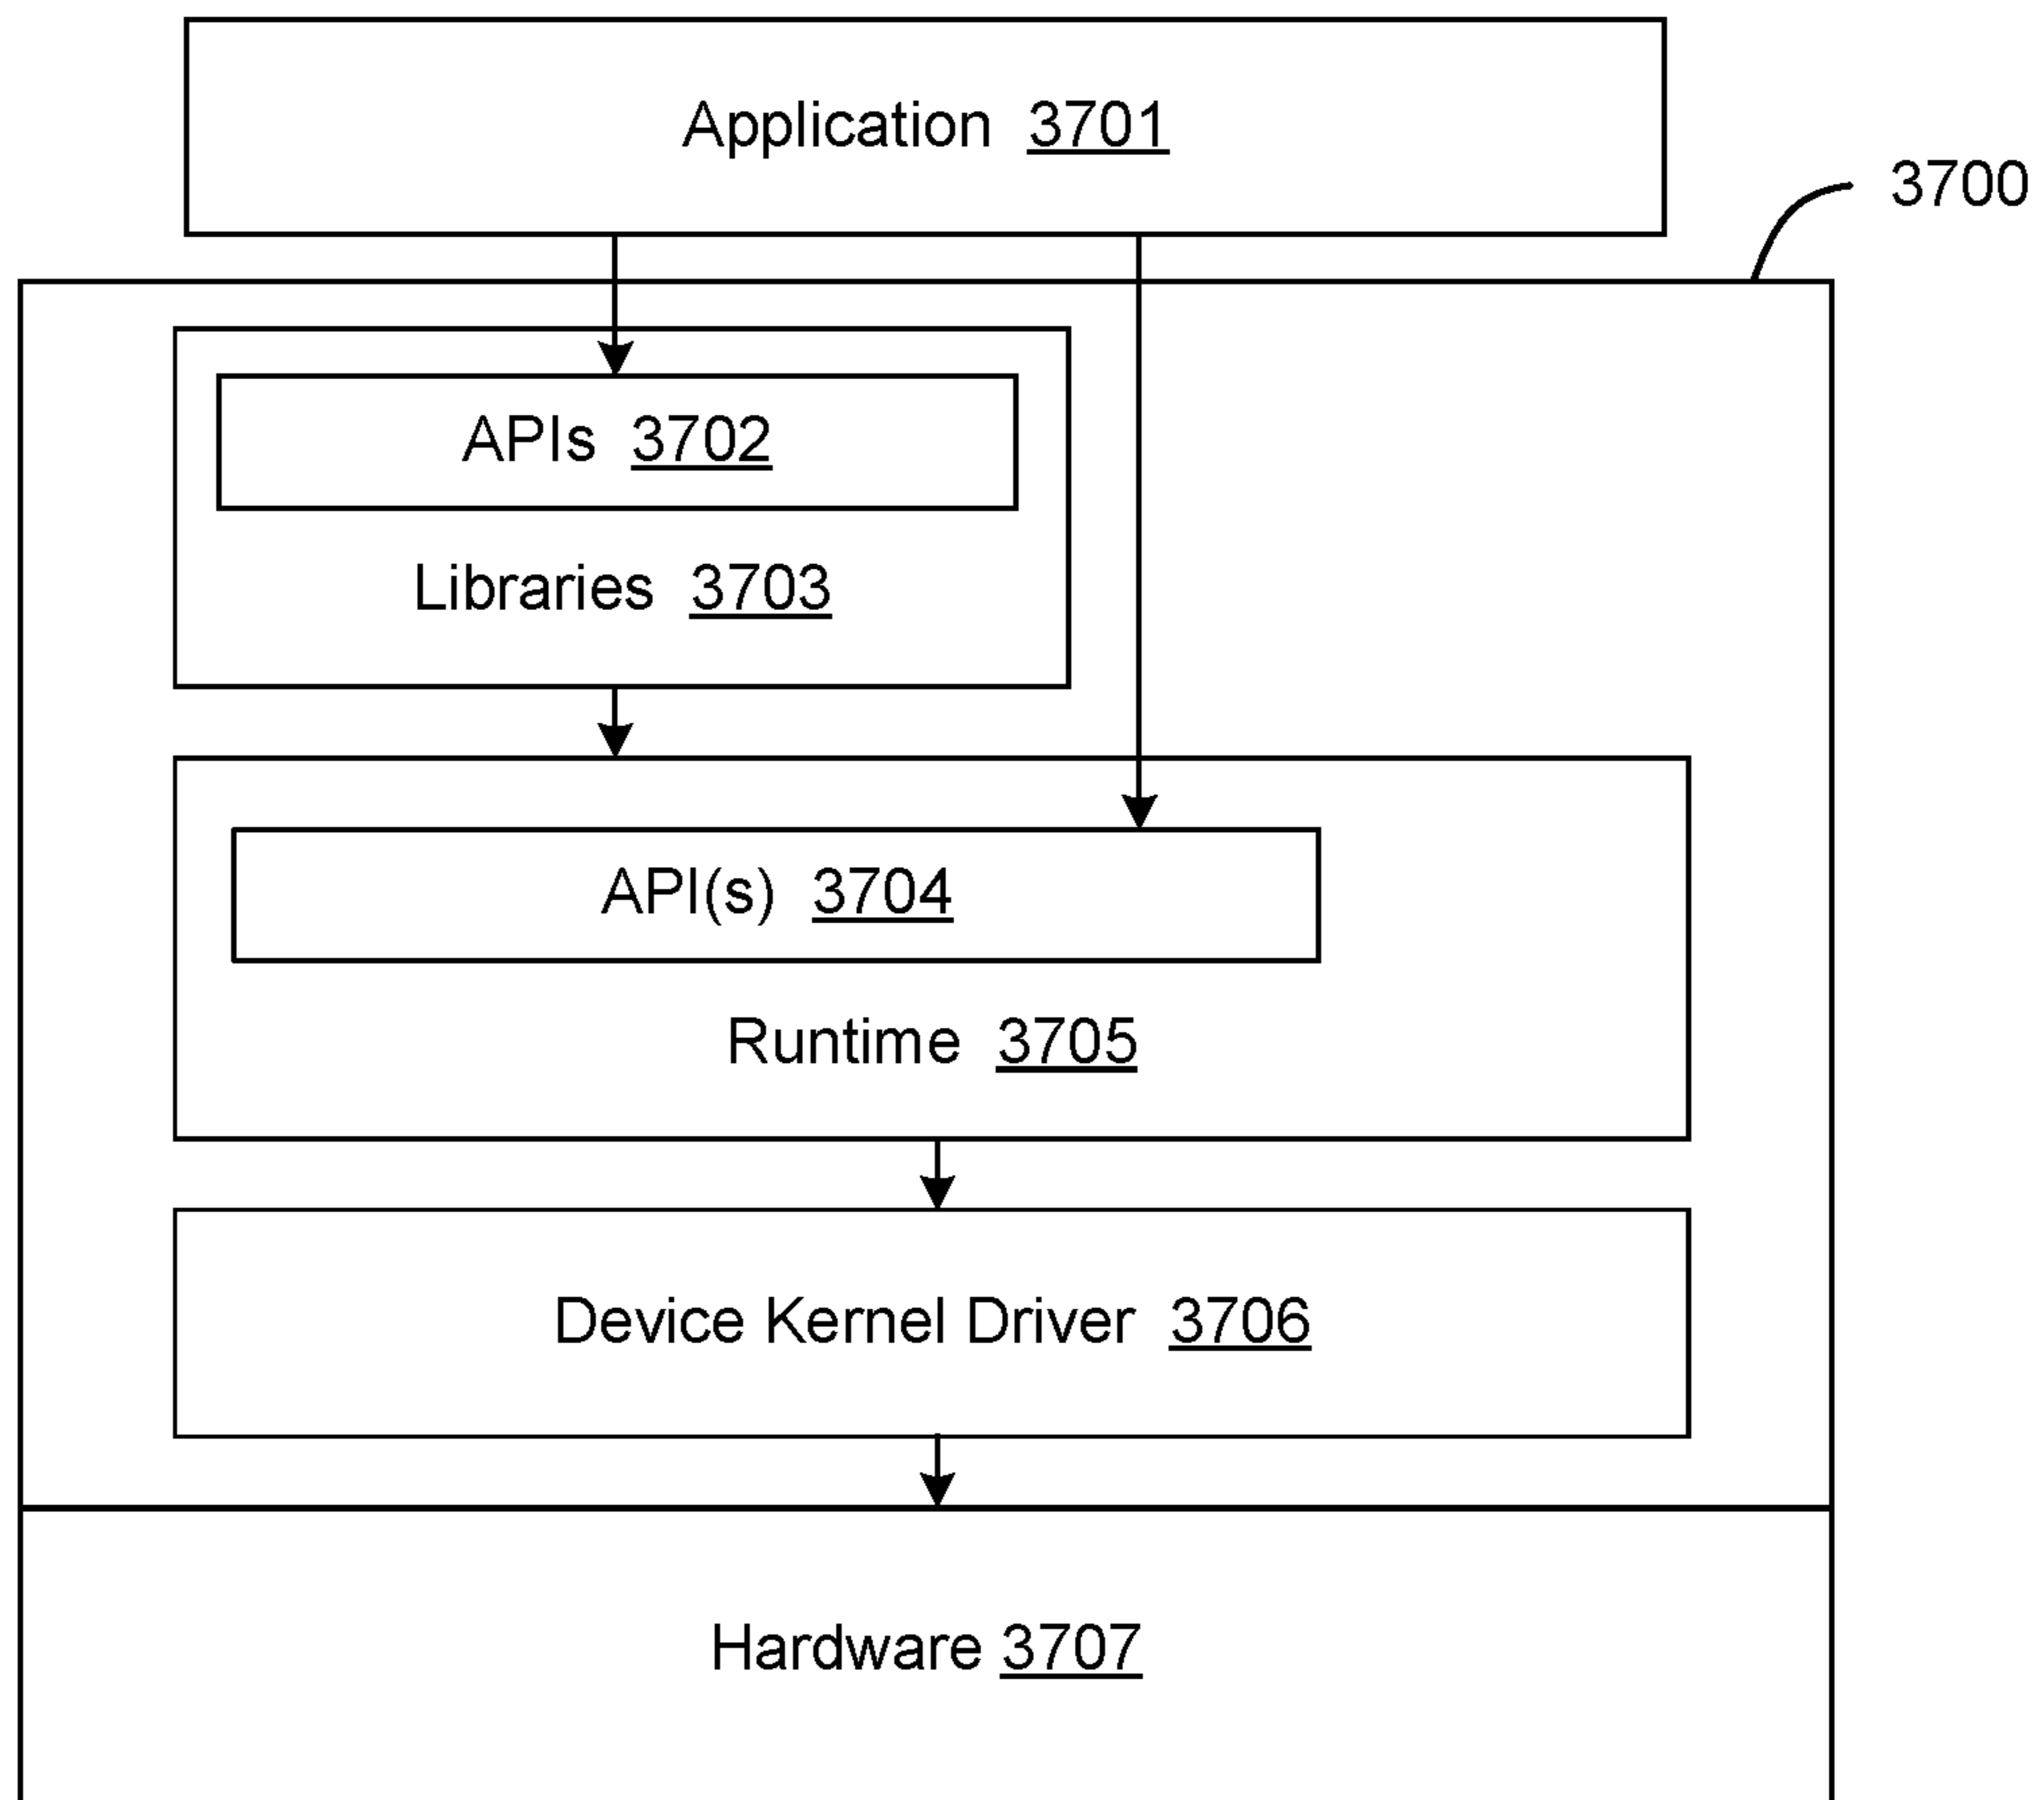 Application 3701
3700
APIs 3702
Libraries 3703
API(s) 3704
Runtime 3705
Device Kernel Driver 3706
Hardware 3707